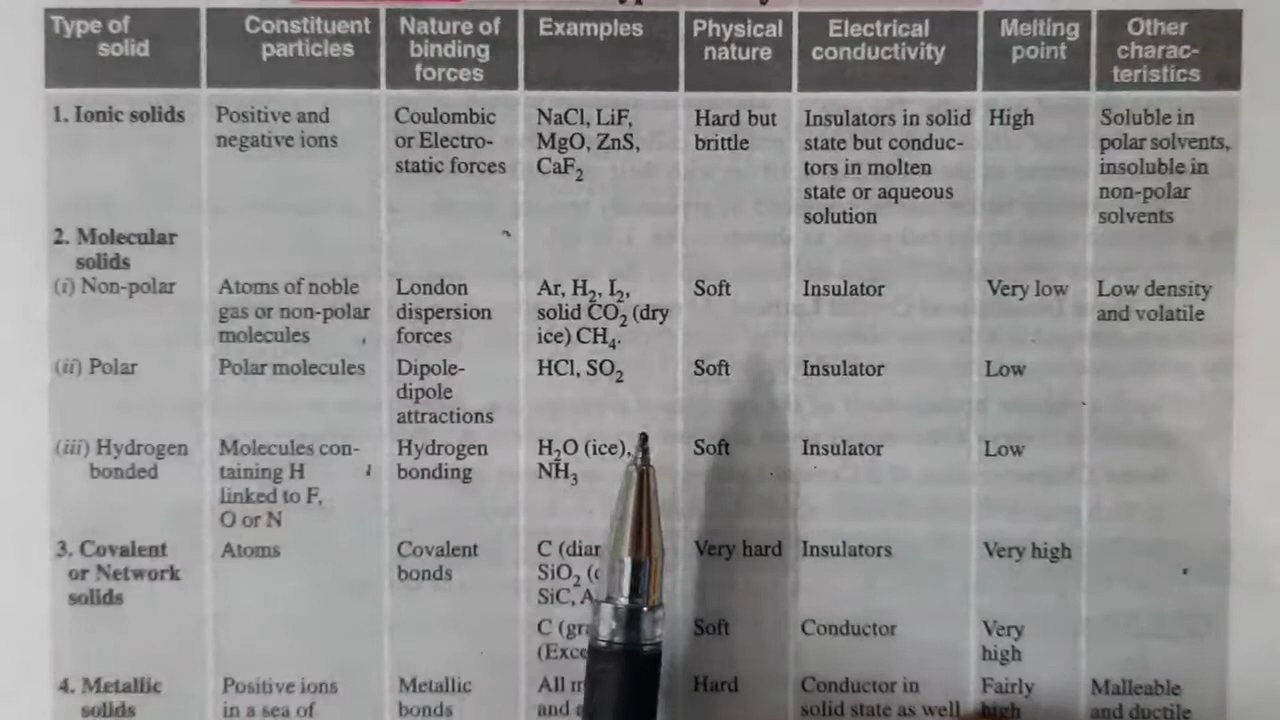 Type of solid
Constituent particles
Nature of binding forces
Examples
Physical nature
Electrical conductivity
Melting point
Other charac-teristics
1. Ionic solids
Positive and
negative ions
Coulombic
or Electro-
static forces
NaCl, LiF,
MgO, ZnS,
CaF₂
Hard but
brittle
Insulators in solid
state but conduc-
tors in molten
state or aqueous
solution
High
Soluble in
polar solvents,
insoluble in
non-polar
solvents
2. Molecular
solids
(i) Non-polar
Atoms of noble
gas or non-polar
molecules
London
dispersion
forces
Ar, H₂, I₂,
solid CO₂ (dry
ice) CH₄.
Soft
Insulator
Very low
Low density
and volatile
(ii) Polar
Polar molecules
Dipole-
dipole
attractions
HCl, SO₂
Soft
Insulator
Low
(iii) Hydrogen
bonded
Molecules con-
taining H
linked to F,
O or N
Hydrogen
bonding
H₂O (ice),
NH₃
Soft
Insulator
Low
3. Covalent
or Network
solids
Atoms
Covalent
bonds
C
SiO₂
SiC,
Very hard
Insulators
Very high
C
Soft
Conductor
Very
high
4. Metallic
solids
Positive ions
in a sea of
Metallic
bonds
All
and
Hard
Conductor in
solid state as well
Fairly
high
Malleable
and ductile